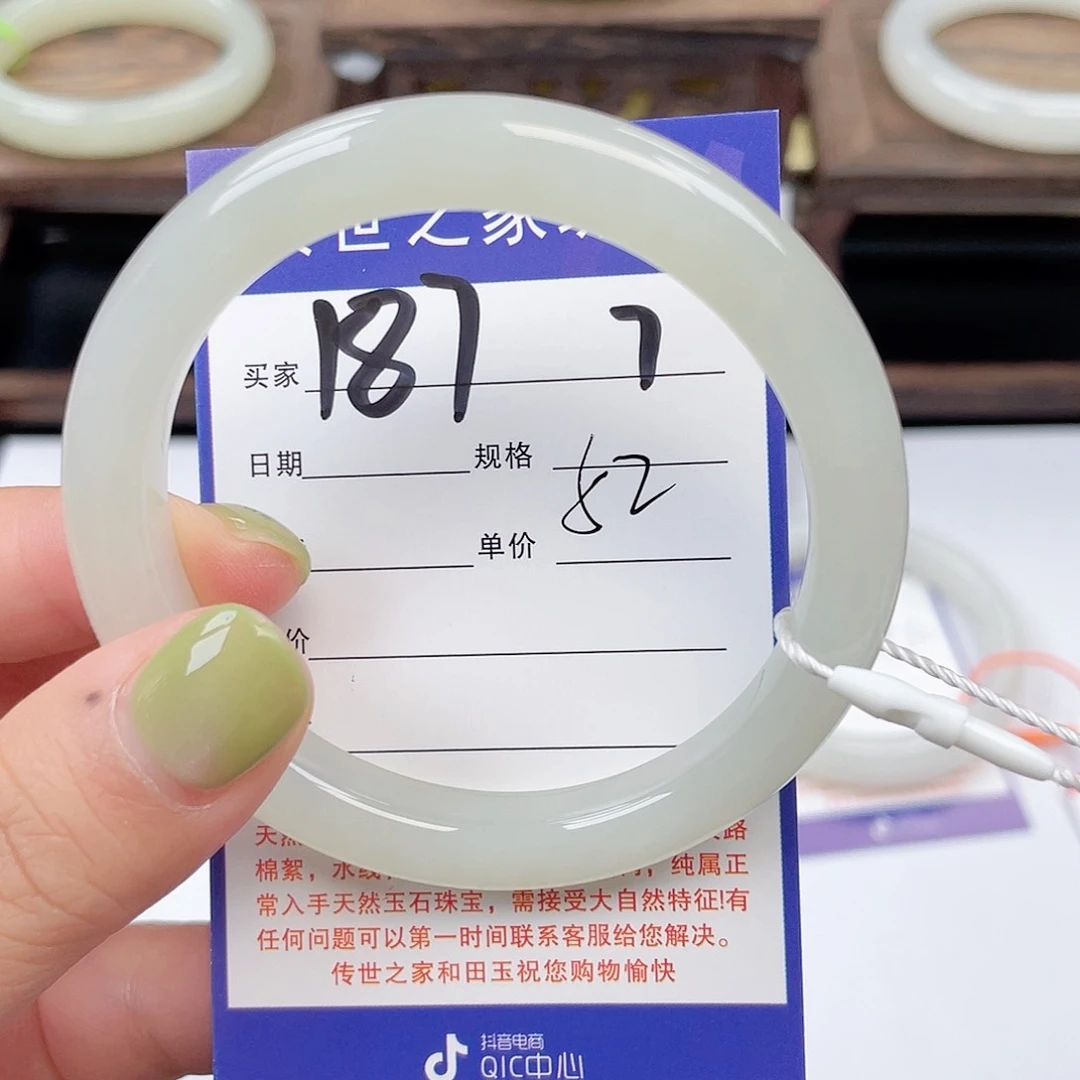 世之家
买家 187 7
日期 规格
52
单价
价
天然
棉絮，水线 纯属正
常入手天然玉石珠宝，需接受大自然特征!有
任何问题可以第一时间联系客服给您解决。
传世之家和田玉祝您购物愉快
抖音电商
QIC中心